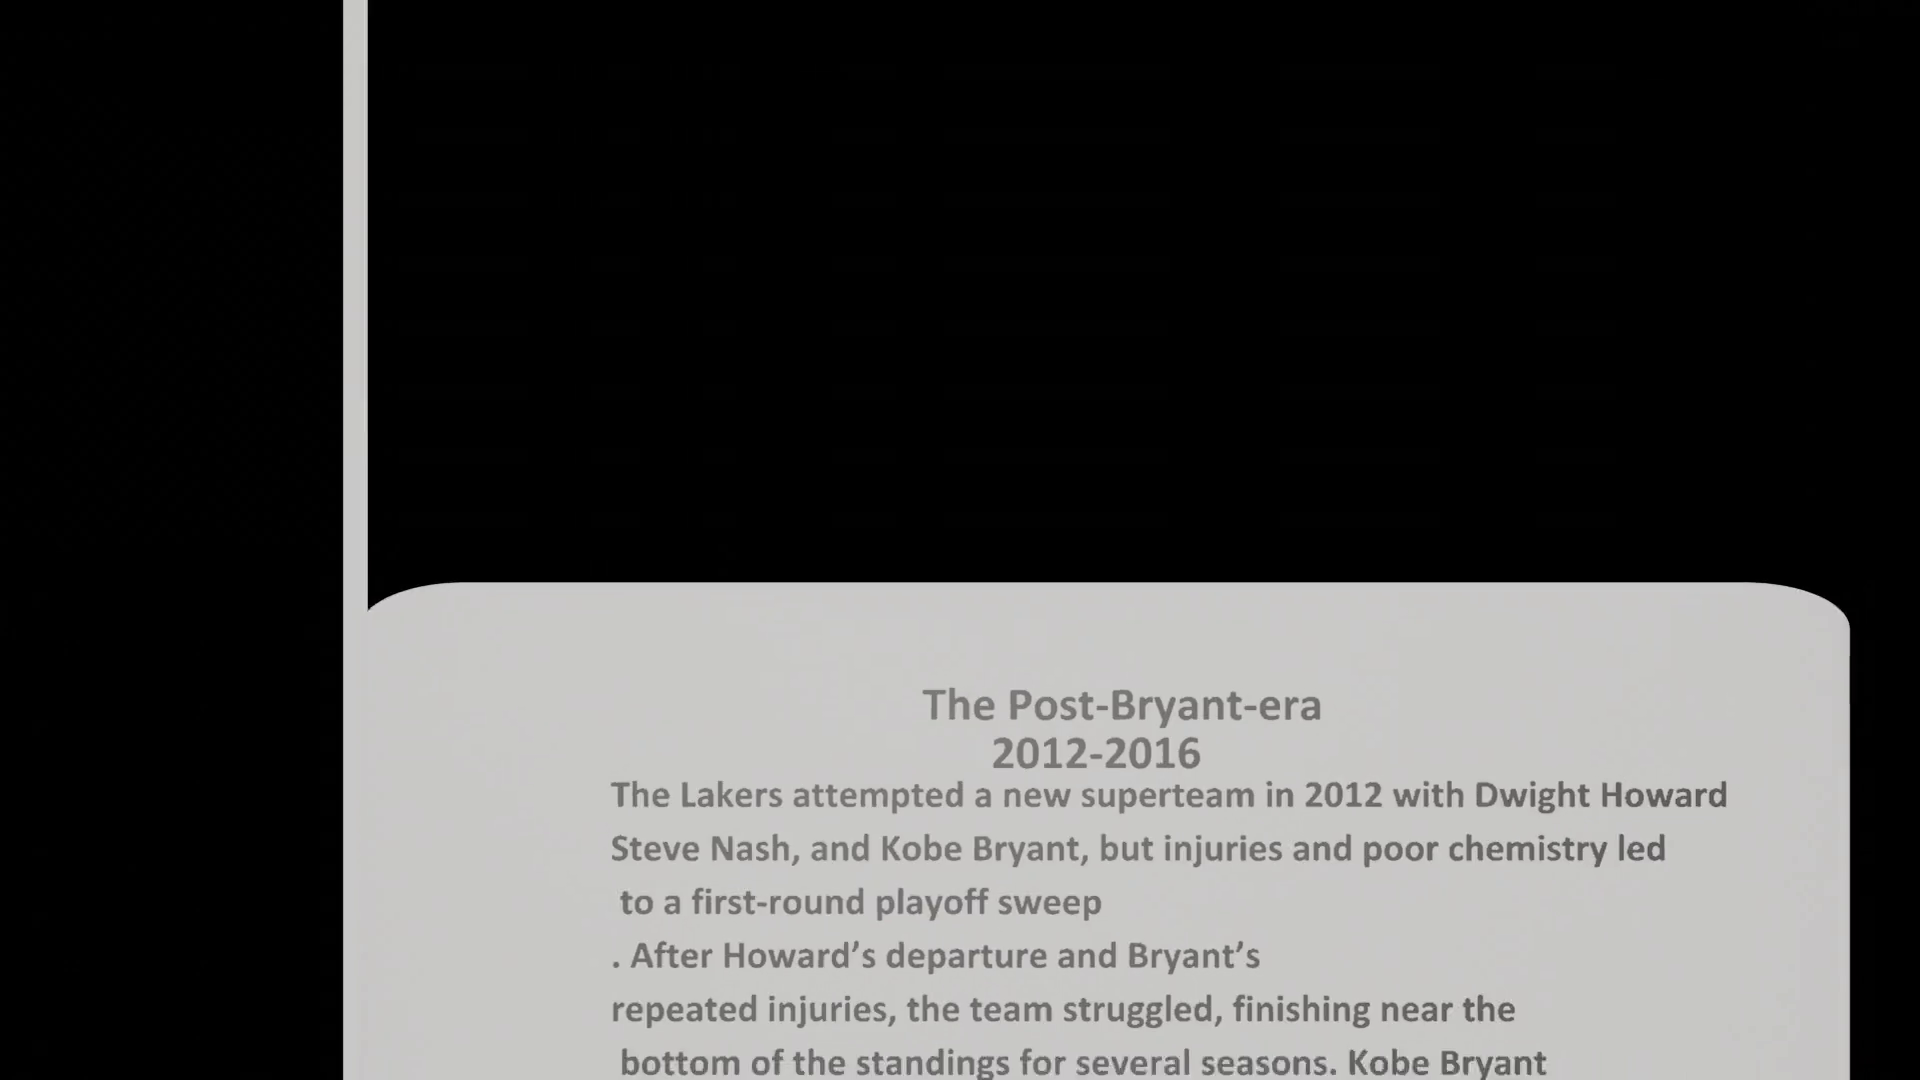 The Post-Bryant-era
2012-2016
The Lakers attempted a new superteam in 2012 with Dwight Howard
Steve Nash, and Kobe Bryant, but injuries and poor chemistry led
to a first-round playoff sweep
. After Howard’s departure and Bryant’s
repeated injuries, the team struggled, finishing near the
bottom of the standings for several seasons. Kobe Bryant